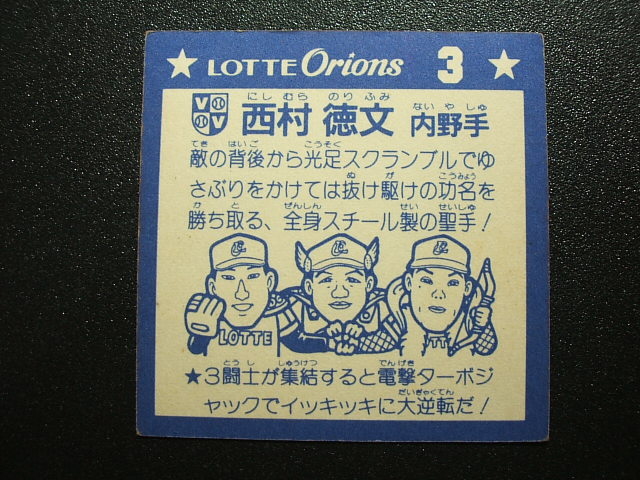 ★ LOTTE Orions 3 ★
にしむら のりふみ ないやしゅ
VV 西村 徳文 内野手
てき はいご こうそく
敵の背後から光足スクランブルでゆ
ぬ が こうみょう
さぶりをかけては抜け駆けの功名を
か と ぜんしん せい せいしゅ
勝ち取る、全身スチール製の聖手！
LOTTE
とうし しゅうけつ でんげき
★3闘士が集結すると電撃ターボジ
だいぎゃくてん
ャックでイッキッキに大逆転だ！